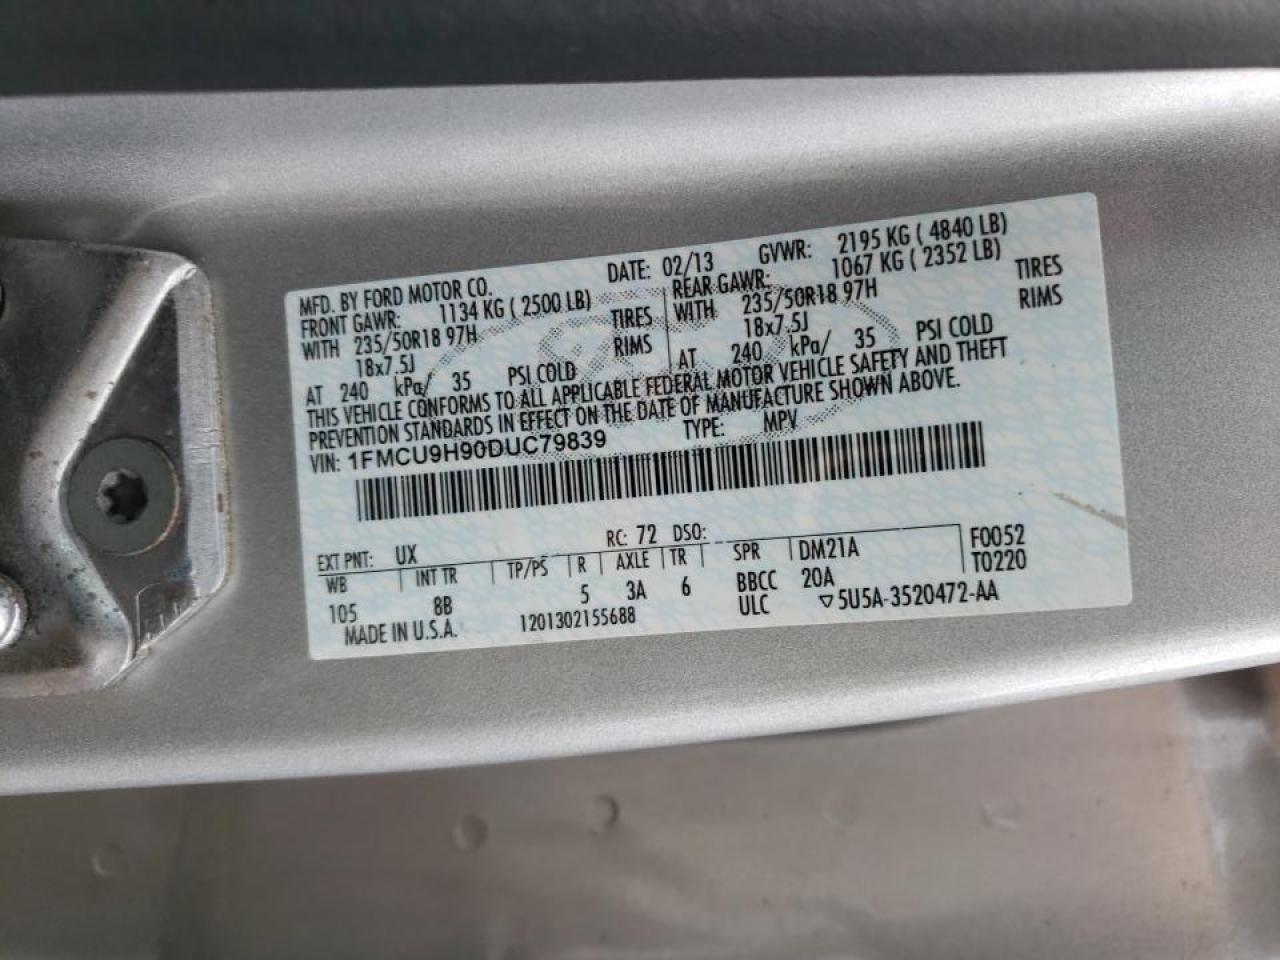 MFD. BY FORD MOTOR CO. DATE: 02/13 GVWR: 2195 KG ( 4840 LB)
FRONT GAWR: 1134 KG ( 2500 LB) REAR GAWR: 1067 KG ( 2352 LB)
WITH 235/50R18 97H TIRES WITH 235/50R18 97H TIRES
18x7.5J RIMS 18x7.5J RIMS
AT 240 kPa/ 35 PSI COLD AT 240 kPa/ 35 PSI COLD
THIS VEHICLE CONFORMS TO ALL APPLICABLE FEDERAL MOTOR VEHICLE SAFETY AND THEFT
PREVENTION STANDARDS IN EFFECT ON THE DATE OF MANUFACTURE SHOWN ABOVE.
VIN: 1FMCU9H90DUC79839 TYPE: MPV
EXT PNT: UX RC: 72 DSO:
WB INT TR TP/PS R AXLE TR SPR DM21A F0052
105 8B 5 3A 6 BBCC 20A T0220
MADE IN U.S.A. 1201302155688 ULC ▽5U5A-3520472-AA